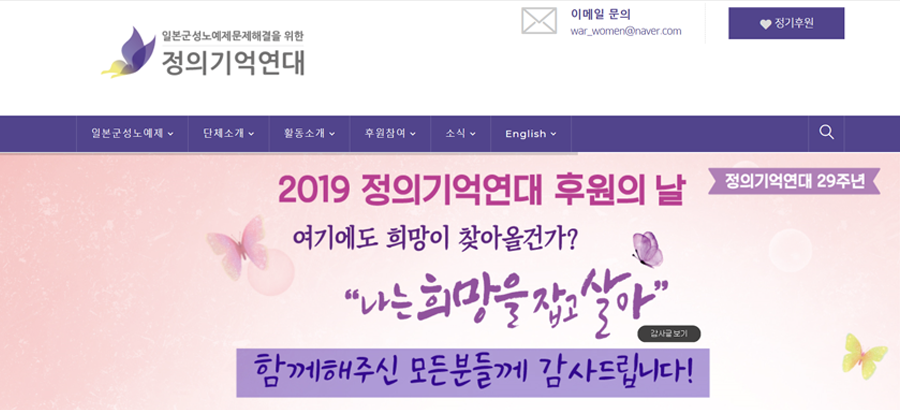 일본군성노예제문제해결을 위한
정의기억연대
이메일 문의
war_women@naver.com
정기후원
일본군성노예제
단체소개
활동소개
후원참여
소식
English
2019 정의기억연대 후원의 날
정의기억연대 29주년
여기에도 희망이 찾아올건가?
“나는 희망을 잡고 살아”
감사글 보기
함께해주신 모든분들께 감사드립니다!